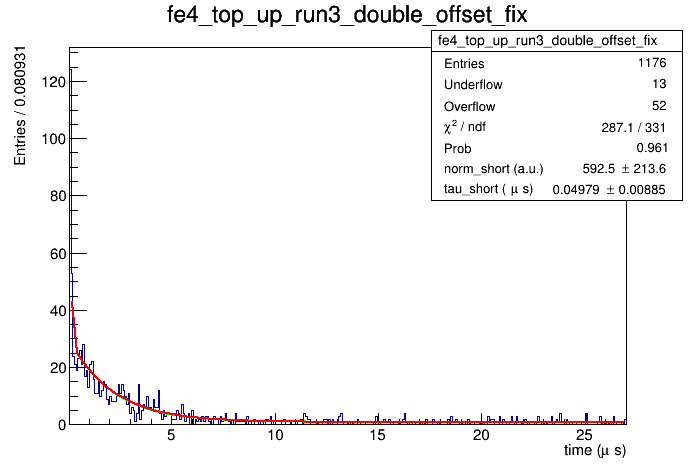 fe4_top_up_run3_double_offset_fix
Entries / 0.080931
fe4_top_up_run3_double_offset_fix
Entries 1176
Underflow 13
Overflow 52
χ² / ndf 287.1 / 331
Prob 0.961
norm_short (a.u.) 592.5 ± 213.6
tau_short ( μ s) 0.04979 ± 0.00885
120
100
80
60
40
20
0
5 10 15 20 25
time (μ s)